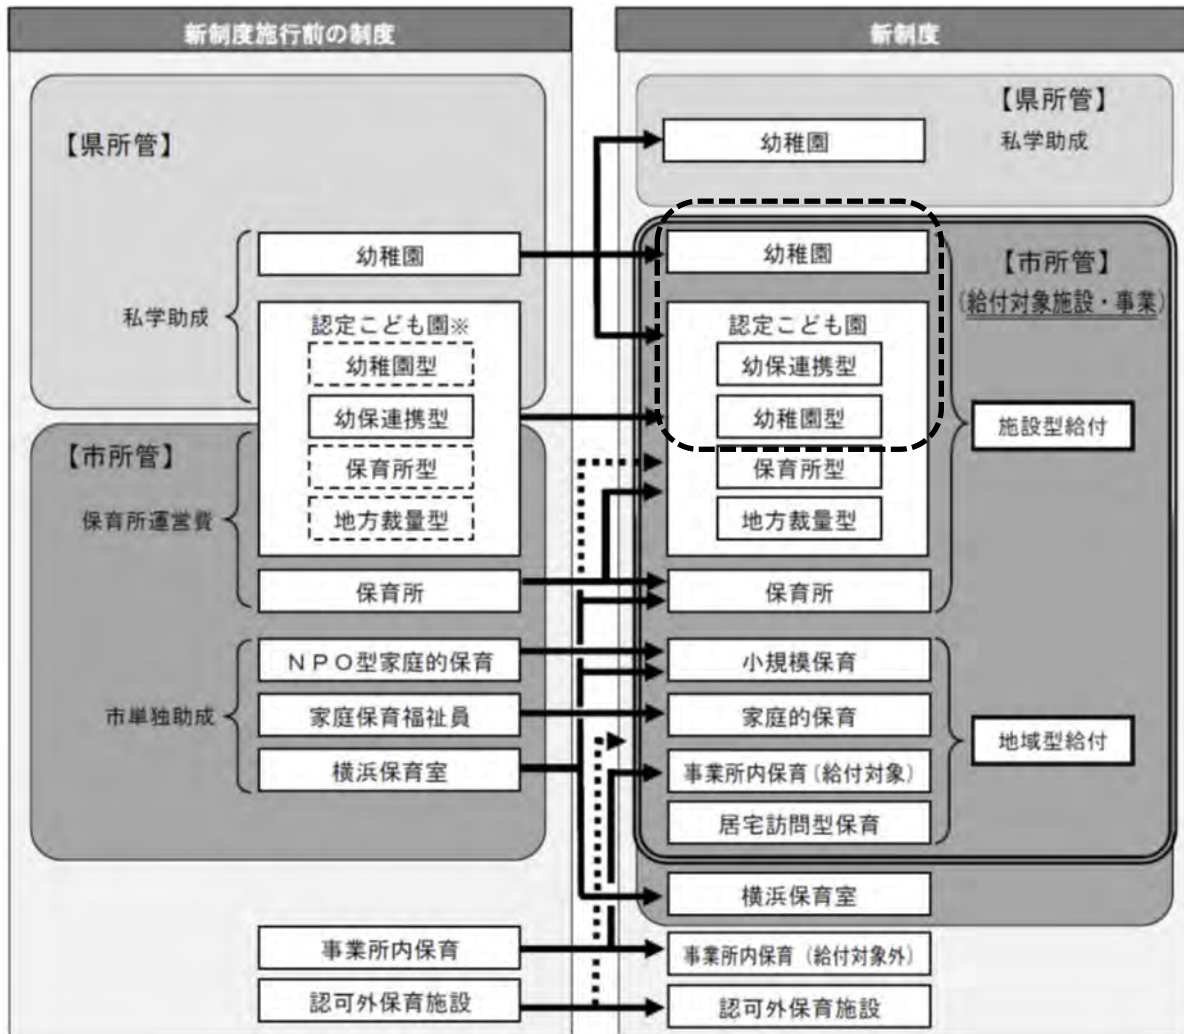 新制度施行前の制度
【県所管】
幼稚園
私学助成
認定こども園※
幼稚園型
幼保連携型
【市所管】
保育所型
保育所運営費
地方裁量型
保育所
NPO型家庭的保育
市単独助成
家庭保育福祉員
横浜保育室
事業所内保育
認可外保育施設
新制度
【県所管】
幼稚園
私学助成
幼稚園
【市所管】
(給付対象施設・事業)
認定こども園
幼保連携型
幼稚園型
施設型給付
保育所型
地方裁量型
保育所
小規模保育
家庭的保育
地域型給付
事業所内保育(給付対象)
居宅訪問型保育
横浜保育室
事業所内保育(給付対象外)
認可外保育施設